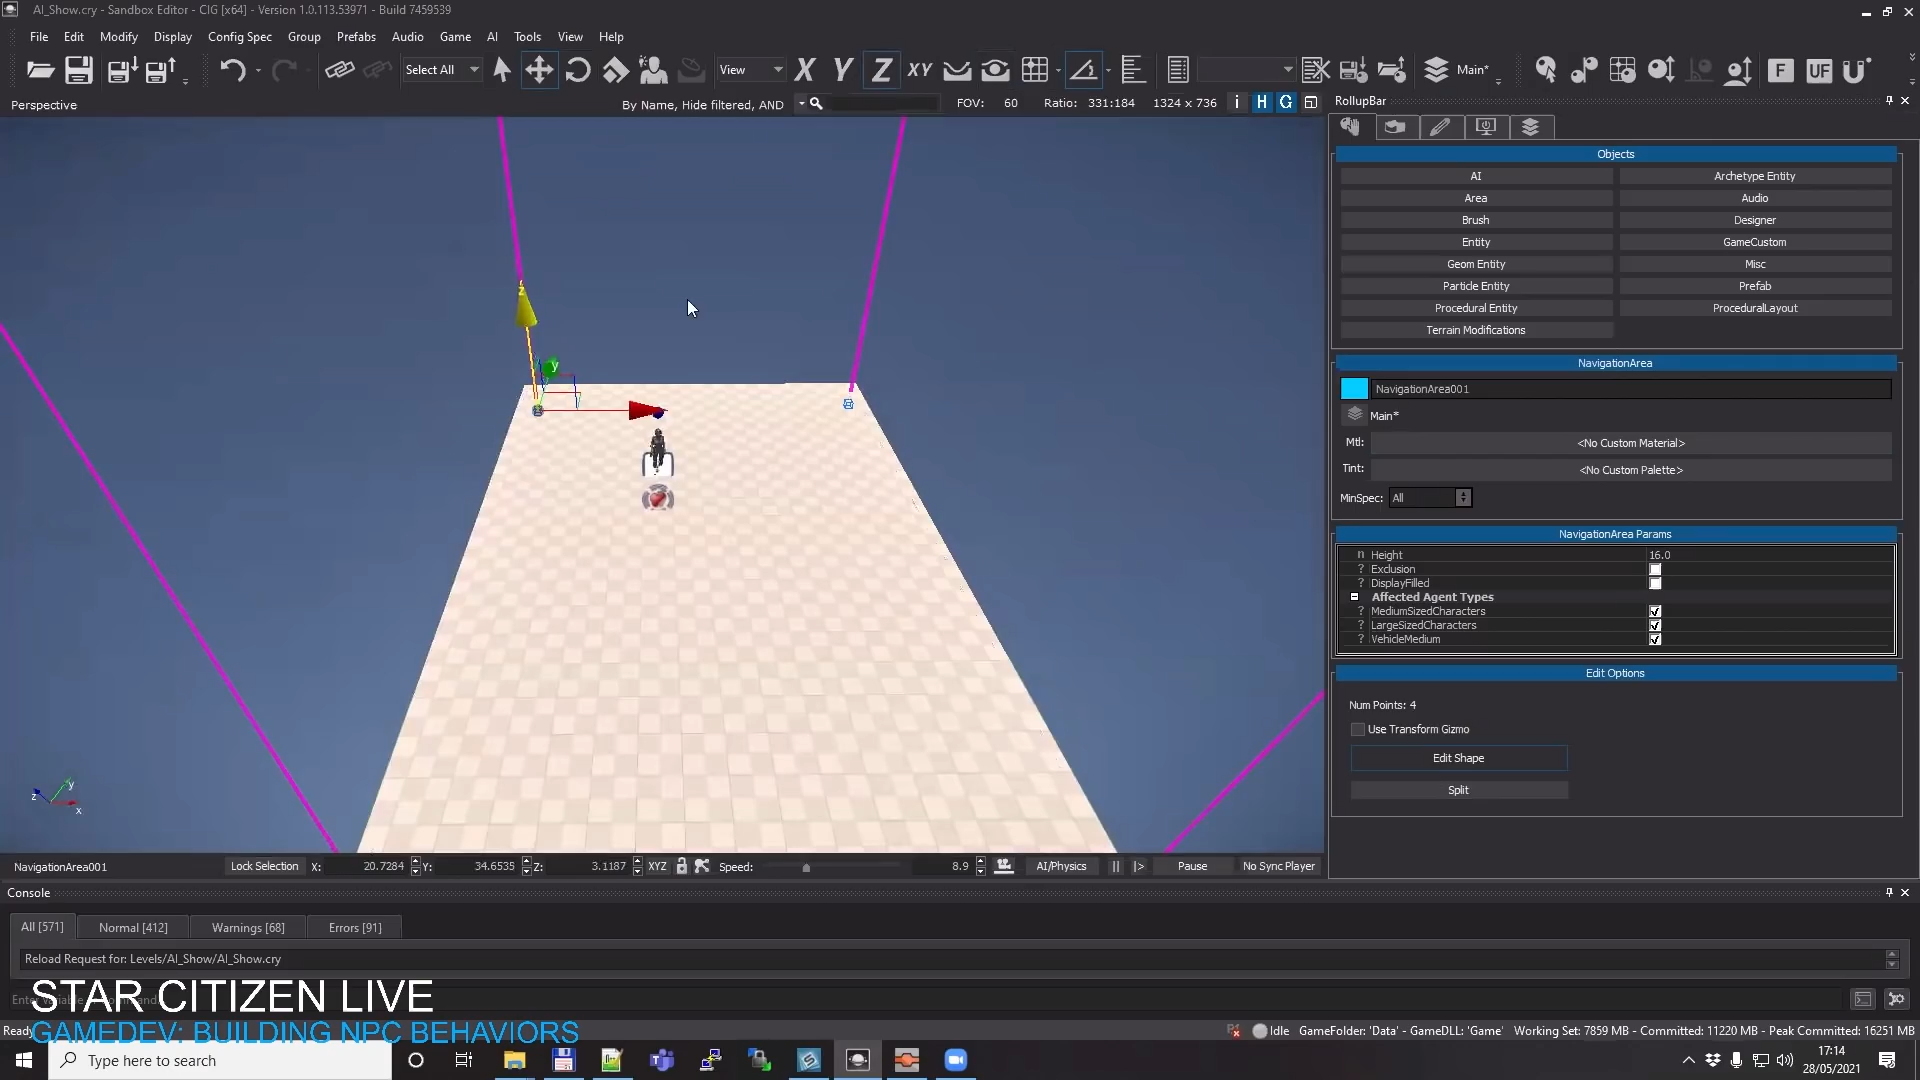 AI_Show.cry - Sandbox Editor - CIG [x64] - Version 1.0.113.53971 - Build 7459539
File Edit Modify Display Config Spec Group Prefabs Audio Game AI Tools View Help
Select All View X Y Z XY Main* F UF
Perspective By Name, Hide filtered, AND FOV: 60 Ratio: 331:184 1324 x 736 i H G
RollupBar
Objects
AI Archetype Entity
Area Audio
Brush Designer
Entity GameCustom
Geom Entity Misc
Particle Entity Prefab
Procedural Entity ProceduralLayout
Terrain Modifications
NavigationArea
NavigationArea001
Main*
Mtl: <No Custom Material>
Tint: <No Custom Palette>
MinSpec: All
NavigationArea Params
n Height 16.0
? Exclusion
? DisplayFilled
Affected Agent Types
? MediumSizedCharacters
? LargeSizedCharacters
? VehicleMedium
Edit Options
Num Points: 4
Use Transform Gizmo
Edit Shape
Split
z
y
z y x
NavigationArea001 Lock Selection X: 20.7284 Y: 34.6535 Z: 3.1187 XYZ Speed: 8.9 AI/Physics Pause No Sync Player
Console
All [571] Normal [412] Warnings [68] Errors [91]
Reload Request for: Levels/AI_Show/AI_Show.cry
STAR CITIZEN LIVE
GAMEDEV: BUILDING NPC BEHAVIORS
Ready Idle GameFolder: 'Data' - GameDLL: 'Game' Working Set: 7859 MB - Committed: 11220 MB - Peak Committed: 16251 MB
Type here to search
17:14
28/05/2021